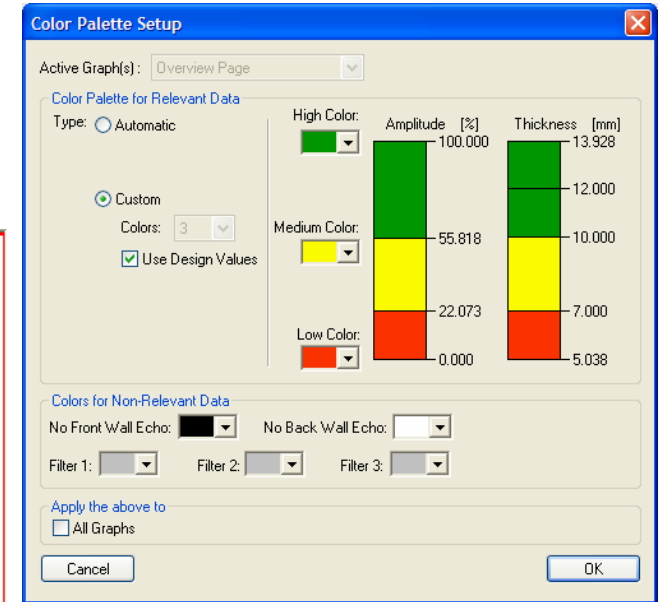 Color Palette Setup
Active Graph(s) : Overview Page
Color Palette for Relevant Data
Type: Automatic
Custom
Colors: 3
Use Design Values
High Color:
Medium Color:
Low Color:
Amplitude [%]
100.000
55.818
22.073
0.000
Thickness [mm]
13.928
12.000
10.000
7.000
5.038
Colors for Non-Relevant Data
No Front Wall Echo: No Back Wall Echo:
Filter 1: Filter 2: Filter 3:
Apply the above to
All Graphs
Cancel OK